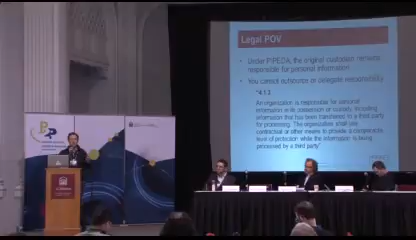 Legal POV
Under PIPEDA, the original custodian remains
responsible for personal information
You cannot outsource or delegate responsibility
"4.1.3
An organization is responsible for personal
information in its possession or custody, including
information that has been transferred to a third party
for processing. The organization shall use
contractual or other means to provide a comparable
level of protection while the information is being
processed by a third party"